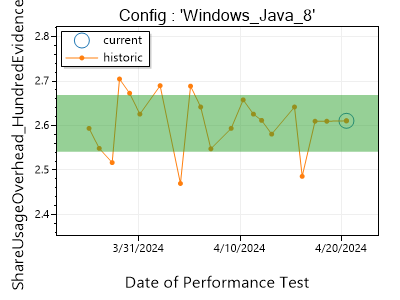 Config : 'Windows_Java_8'
current
historic
ShareUsageOverhead_HundredEvidence
2.8
2.7
2.6
2.5
2.4
3/31/2024
4/10/2024
4/20/2024
Date of Performance Test